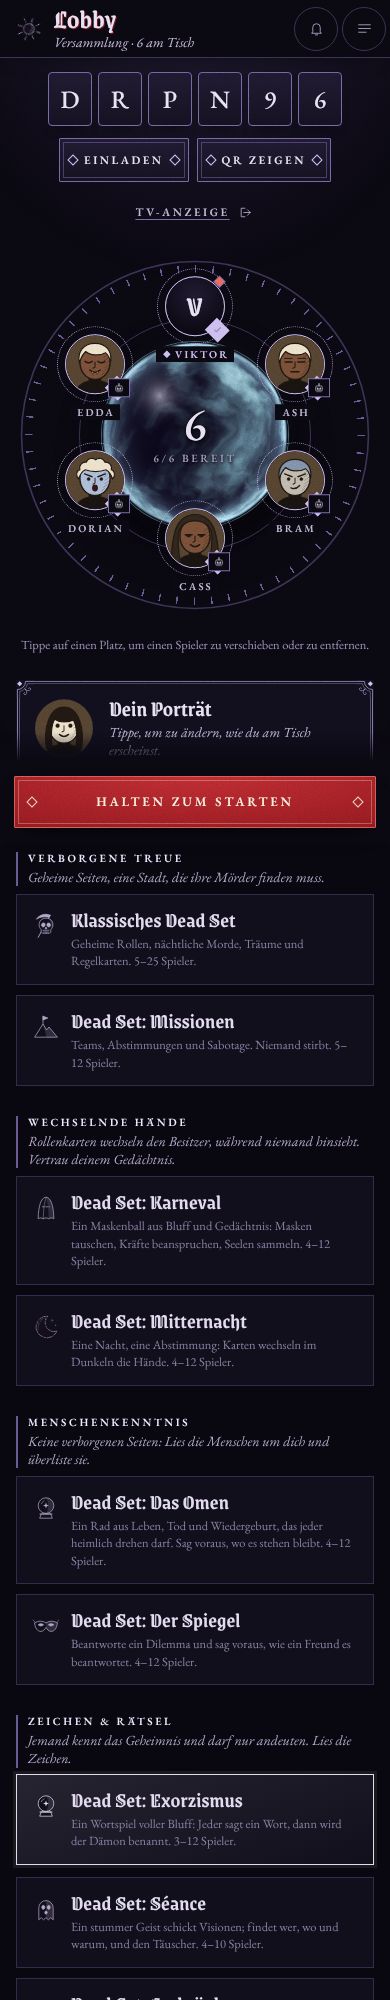 Lobby
Versammlung · 6 am Tisch
D R P N 9 6
EINLADEN
QR ZEIGEN
TV-ANZEIGE
V
VIKTOR
EDDA
ASH
6
6/6 BEREIT
DORIAN
BRAM
CASS
Tippe auf einen Platz, um einen Spieler zu verschieben oder zu entfernen.
Dein Porträt
Tippe, um zu ändern, wie du am Tisch
erscheinst.
HALTEN ZUM STARTEN
VERBORGENE TREUE
Geheime Seiten, eine Stadt, die ihre Mörder finden muss.
Klassisches Dead Set
Geheime Rollen, nächtliche Morde, Träume und
Regelkarten. 5–25 Spieler.
Dead Set: Missionen
Teams, Abstimmungen und Sabotage. Niemand stirbt. 5–
12 Spieler.
WECHSELNDE HÄNDE
Rollenkarten wechseln den Besitzer, während niemand hinsieht.
Vertrau deinem Gedächtnis.
Dead Set: Karneval
Ein Maskenball aus Bluff und Gedächtnis: Masken
tauschen, Kräfte beanspruchen, Seelen sammeln. 4–12
Spieler.
Dead Set: Mitternacht
Eine Nacht, eine Abstimmung: Karten wechseln im
Dunkeln die Hände. 4–12 Spieler.
MENSCHENKENNTNIS
Keine verborgenen Seiten: Lies die Menschen um dich und
überliste sie.
Dead Set: Das Omen
Ein Rad aus Leben, Tod und Wiedergeburt, das jeder
heimlich drehen darf. Sag voraus, wo es stehen bleibt. 4–12
Spieler.
Dead Set: Der Spiegel
Beantworte ein Dilemma und sag voraus, wie ein Freund es
beantwortet. 4–12 Spieler.
ZEICHEN & RÄTSEL
Jemand kennt das Geheimnis und darf nur andeuten. Lies die
Zeichen.
Dead Set: Exorzismus
Ein Wortspiel voller Bluff: Jeder sagt ein Wort, dann wird
der Dämon benannt. 3–12 Spieler.
Dead Set: Séance
Ein stummer Geist schickt Visionen; findet wer, wo und
warum, und den Täuscher. 4–10 Spieler.